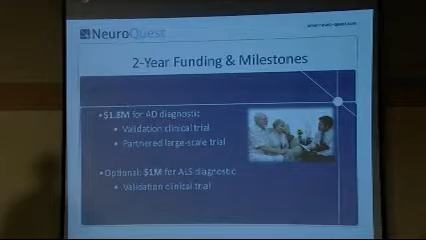 NeuroQuest
www.neuro-quest.com
2-Year Funding & Milestones
• $1.8M for AD diagnostic
• Validation clinical trial
• Partnered large-scale trial
• Optional: $1M for ALS diagnostic
• Validation clinical trial